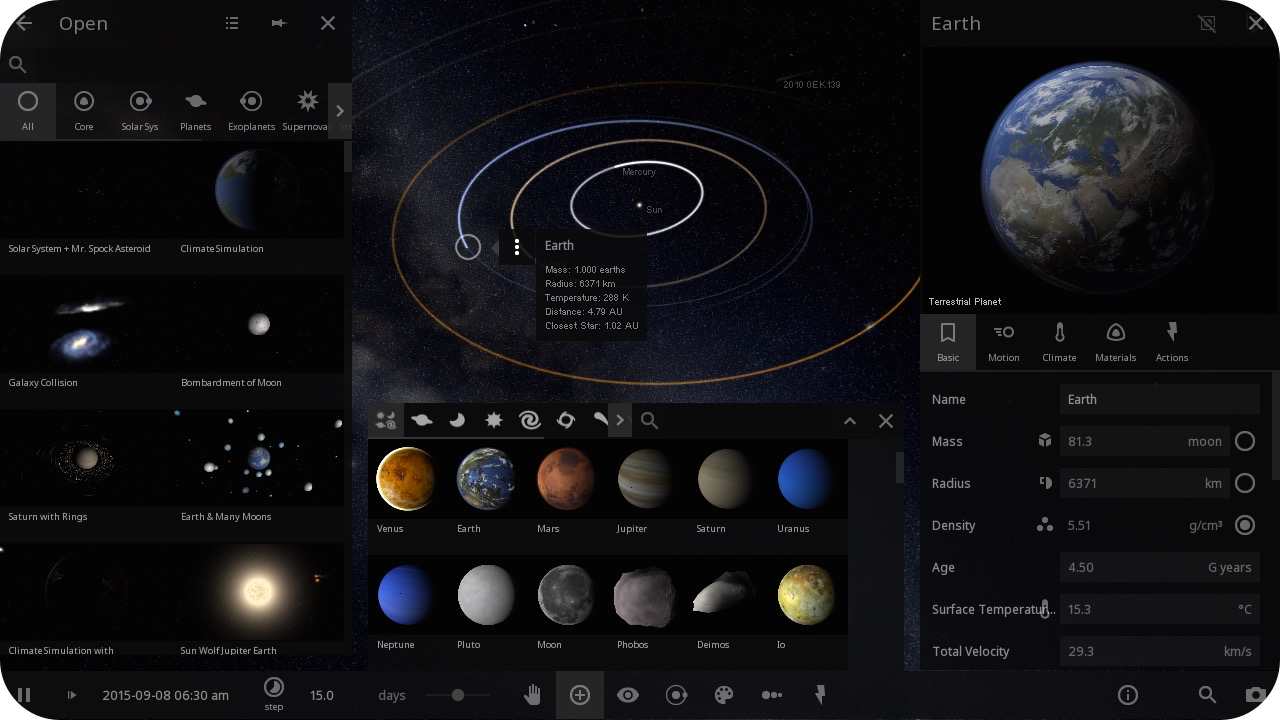 Open
All
Core
Solar Sys
Planets
Exoplanets
Supernova
Solar System + Mr. Spock Asteroid
Climate Simulation
Galaxy Collision
Bombardment of Moon
Saturn with Rings
Earth & Many Moons
Climate Simulation with
Sun Wolf Jupiter Earth
Mercury
Sun
Earth
Mass: 1.000 earths
Radius: 6371 km
Temperature: 288 K
Distance: 4.79 AU
Closest Star: 1.02 AU
Venus
Earth
Mars
Jupiter
Saturn
Uranus
Neptune
Pluto
Moon
Phobos
Deimos
Io
Earth
Terrestrial Planet
Basic
Motion
Climate
Materials
Actions
Name Earth
Mass 81.3 moon
Radius 6371 km
Density 5.51 g/cm³
Age 4.50 G years
Surface Temperatur... 15.3 °C
Total Velocity 29.3 km/s
2015-09-08 06:30 am
step
15.0 days